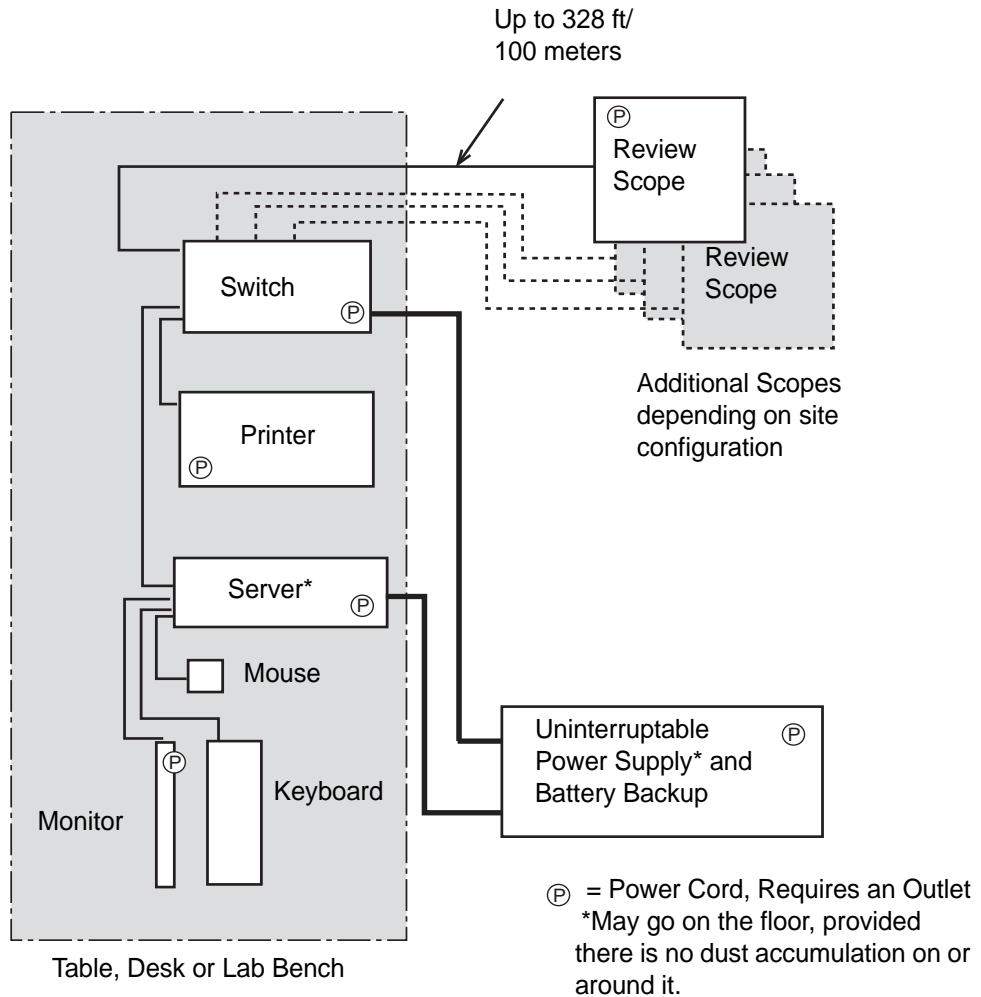 Up to 328 ft/
100 meters
Ⓟ
Review
Scope
Review
Scope
Switch
Ⓟ
Additional Scopes
depending on site
configuration
Printer
Ⓟ
Server*
Ⓟ
Mouse
Uninterruptable
Ⓟ
Power Supply* and
Battery Backup
Ⓟ
Keyboard
Monitor
Ⓟ = Power Cord, Requires an Outlet
*May go on the floor, provided
there is no dust accumulation on or
around it.
Table, Desk or Lab Bench